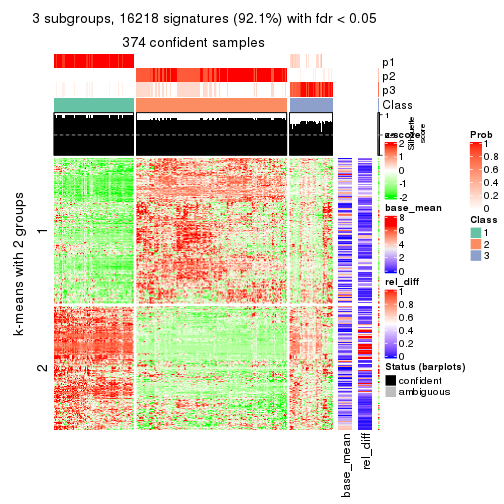 3 subgroups, 16218 signatures (92.1%) with fdr < 0.05
374 confident samples
p1
p2
p3
Class
1
Silhouette
score
z-score
2
1
0
-1
-2
Prob
1
0.8
0.6
0.4
0.2
0
base_mean
8
6
4
2
0
Class
1
2
3
rel_diff
1
0.8
0.6
0.4
0.2
0
Status (barplots)
confident
ambiguous
k-means with 2 groups
1
2
base_mean
rel_diff